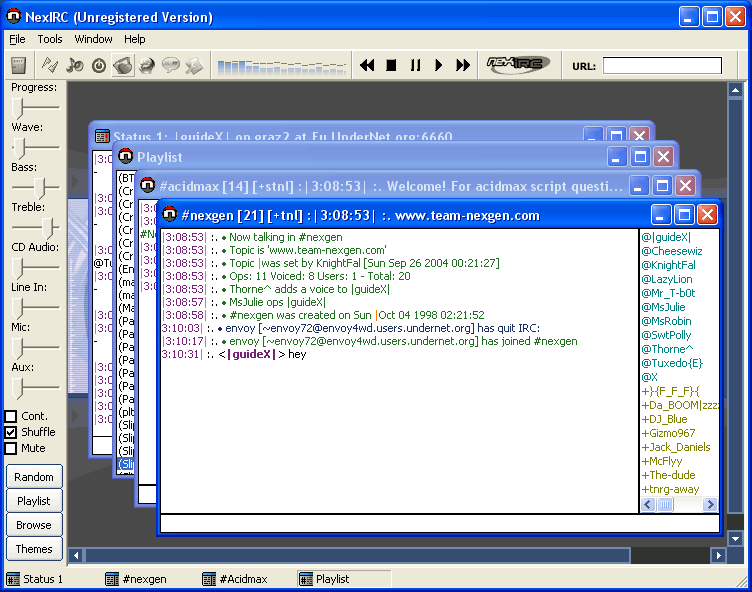 NexIRC (Unregistered Version)
File Tools Window Help
NEXIRC
URL:
Progress:
Wave:
Bass:
Treble:
CD Audio:
Line In:
Mic:
Aux:
Cont.
Shuffle
Mute
Random
Playlist
Browse
Themes
Status 1: |guideX| on graz2.at.Eu.UnderNet.org:6660
Playlist
#acidmax [14] [+stnl] :|3:08:53| :. Welcome! For acidmax script questi...
#nexgen [21] [+tnl] :|3:08:53| :. www.team-nexgen.com
|3:08:53| :. • Now talking in #nexgen
|3:08:53| :. • Topic is 'www.team-nexgen.com'
|3:08:53| :. • Topic |was set by KnightFal [Sun Sep 26 2004 00:21:27]
|3:08:53| :. • Ops: 11 Voiced: 8 Users: 1 - Total: 20
|3:08:53| :. • Thorne^ adds a voice to |guideX|
|3:08:57| :. • MsJulie ops |guideX|
|3:08:58| :. • #nexgen was created on Sun |Oct 04 1998 02:21:52
|3:10:03| :. • envoy [~envoy72@envoy4wd.users.undernet.org] has quit IRC:
|3:10:17| :. • envoy [~envoy72@envoy4wd.users.undernet.org] has joined #nexgen
|3:10:31| :. <|guideX|> hey
@|guideX|
@Cheesewiz
@KnightFal
@LazyLion
@Mr_T-b0t
@MsJulie
@MsRobin
@SwtPolly
@Thorne^
@Tuxedo{E}
@X
+}{F_F_F}{
+Da_BOOM|zzzz
+DJ_Blue
+Gizmo967
+Jack_Daniels
+McFlyy
+The-dude
+tnrg-away
Status 1 #nexgen #Acidmax Playlist